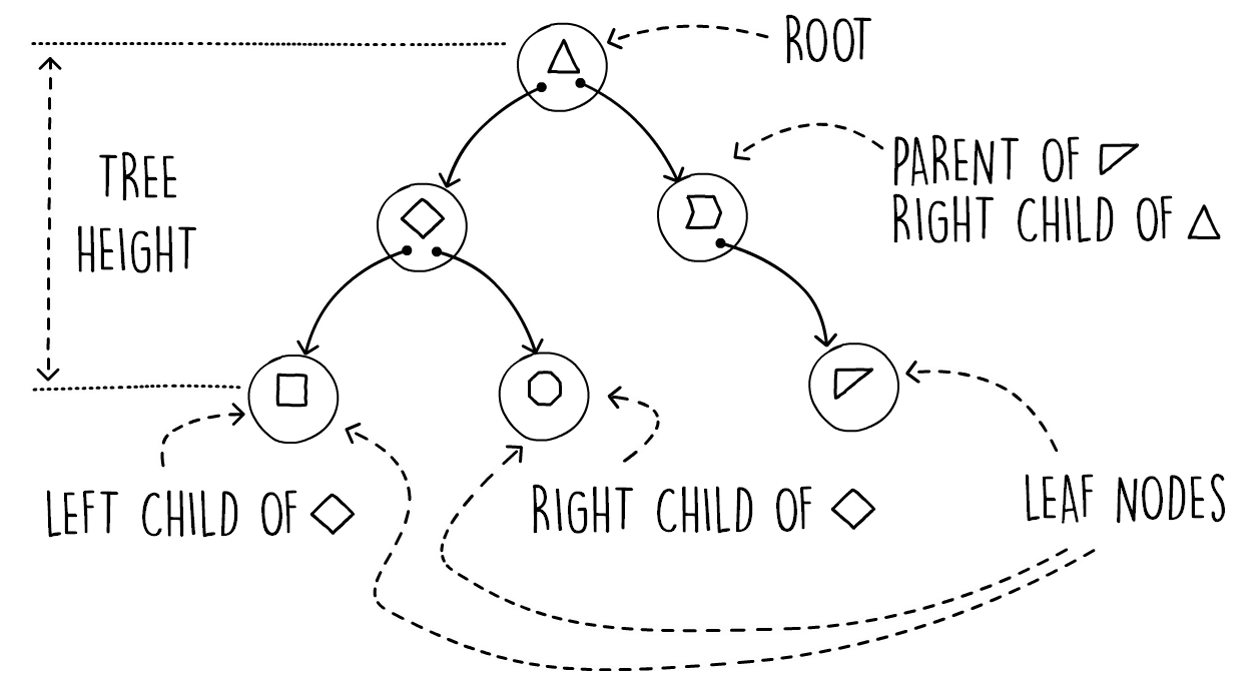 ROOT
PARENT OF
RIGHT CHILD OF
TREE
HEIGHT
LEFT CHILD OF
RIGHT CHILD OF
LEAF NODES